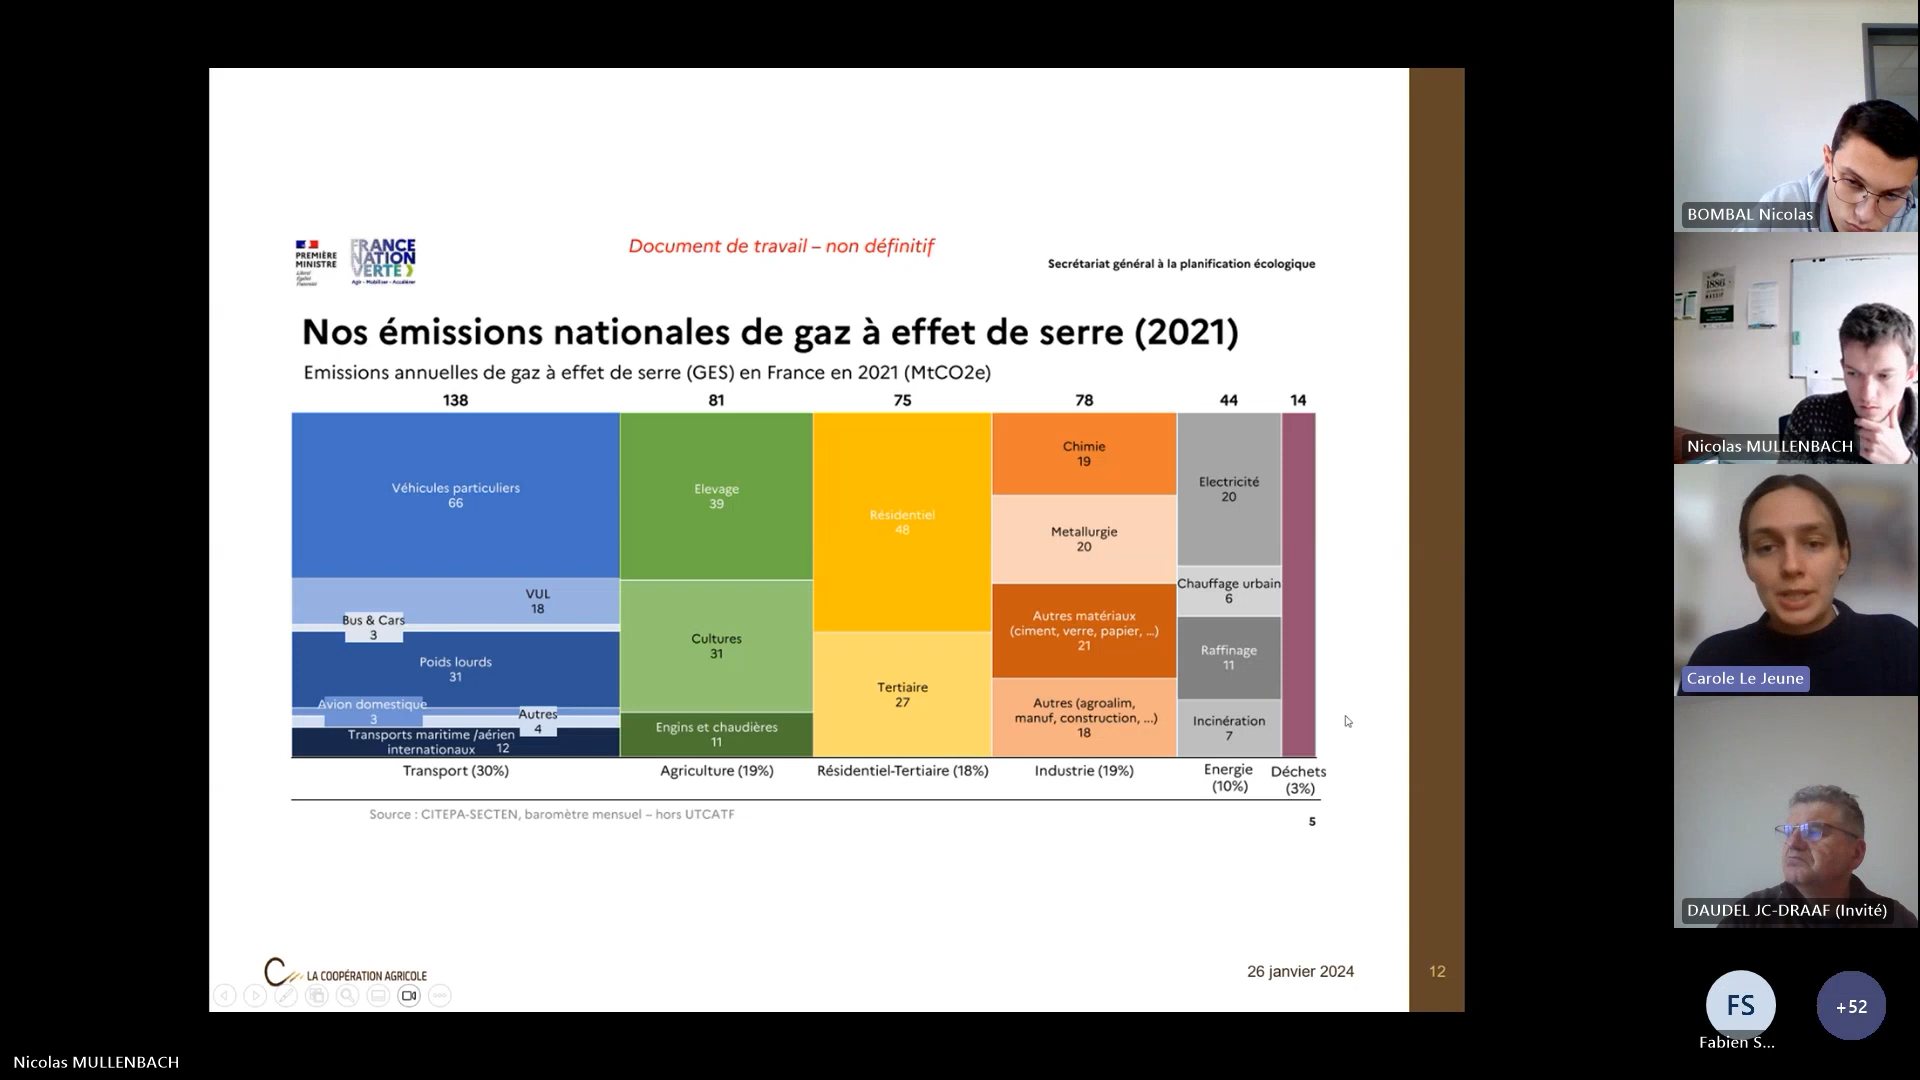 PREMIÈRE
MINISTRE
Liberté
Égalité
Fraternité
FRANCE
NATION
VERTE
Agir • Mobiliser • Accélérer
Document de travail – non définitif
Secrétariat général à la planification écologique
Nos émissions nationales de gaz à effet de serre (2021)
Emissions annuelles de gaz à effet de serre (GES) en France en 2021 (MtCO2e)
138
81
75
78
44
14
Véhicules particuliers
66
VUL
18
Bus & Cars
3
Poids lourds
31
Avion domestique
3
Autres
4
Transports maritime /aérien
internationaux 12
Elevage
39
Cultures
31
Engins et chaudières
11
Résidentiel
48
Tertiaire
27
Chimie
19
Metallurgie
20
Autres matériaux
(ciment, verre, papier, ...)
21
Autres (agroalim,
manuf, construction, ...)
18
Electricité
20
Chauffage urbain
6
Raffinage
11
Incinération
7
Transport (30%)
Agriculture (19%)
Résidentiel-Tertiaire (18%)
Industrie (19%)
Energie
(10%)
Déchets
(3%)
Source : CITEPA-SECTEN, baromètre mensuel – hors UTCATF
5
LA COOPÉRATION AGRICOLE
26 janvier 2024
12
Nicolas MULLENBACH
BOMBAL Nicolas
1886
Nicolas MULLENBACH
Carole Le Jeune
DAUDEL JC-DRAAF (Invité)
FS
Fabien S...
+52